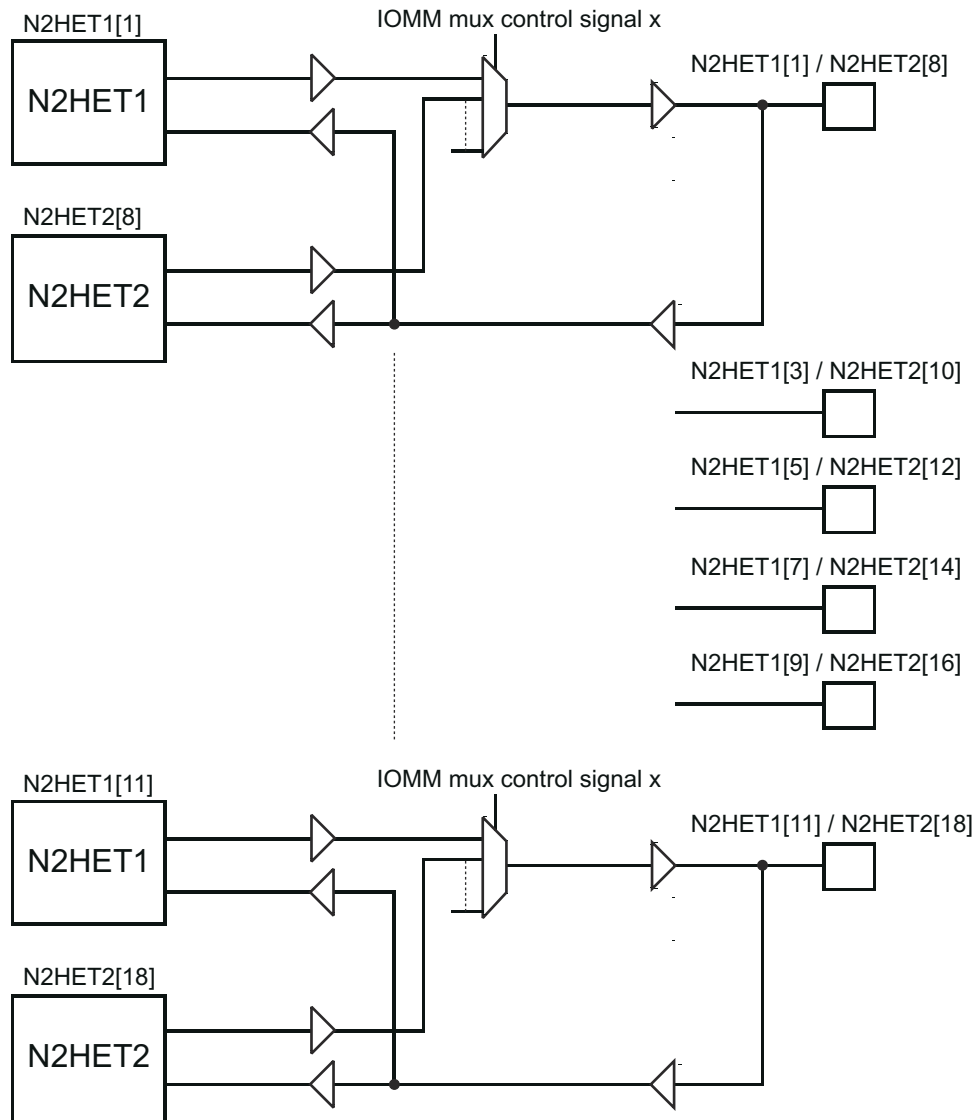 N2HET1[1]
IOMM mux control signal x
N2HET1
N2HET1[1] / N2HET2[8]
N2HET2[8]
N2HET2
N2HET1[3] / N2HET2[10]
N2HET1[5] / N2HET2[12]
N2HET1[7] / N2HET2[14]
N2HET1[9] / N2HET2[16]
N2HET1[11]
IOMM mux control signal x
N2HET1
N2HET1[11] / N2HET2[18]
N2HET2[18]
N2HET2